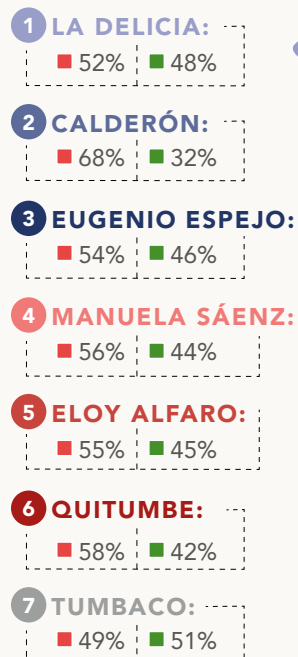 1 LA DELICIA:
52% 48%
2 CALDERÓN:
68% 32%
3 EUGENIO ESPEJO:
54% 46%
4 MANUELA SÁENZ:
56% 44%
5 ELOY ALFARO:
55% 45%
6 QUITUMBE:
58% 42%
7 TUMBACO:
49% 51%